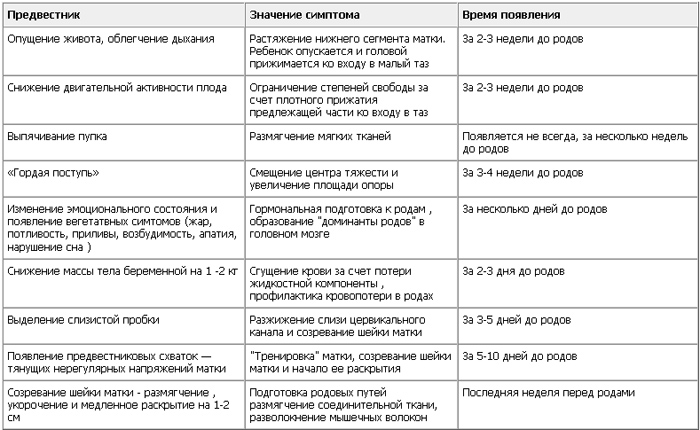 Предвестник
Значение симптома
Время появления
Опущение живота, облегчение дыхания
Растяжение нижнего сегмента матки.
Ребенок опускается и головой
прижимается ко входу в малый таз
За 2-3 недели до родов
Снижение двигательной активности плода
Ограничение степеней свободы за
счет плотного прижатия
предлежащей части ко входу в таз
За 2-3 недели до родов
Выпячивание пупка
Размягчение мягких тканей
Появляется не всегда, за несколько недель
до родов
«Гордая поступь»
Смещение центра тяжести и
увеличение площади опоры
За 3-4 недели до родов
Изменение эмоционального состояния и
появление вегетатвных симтомов (жар,
потливость, приливы, возбудимость, апатия,
нарушение сна )
Гормональная подготовка к родам ,
образование "доминанты родов" в
головном мозге
За несколько дней до родов
Снижение массы тела беременной на 1 -2 кг
Сгущение крови за счет потери
жидкостной компоненты ,
профилактика кровопотери в родах
За 2-3 дня до родов
Выделение слизистой пробки
Разжижение слизи цервикального
канала и созревание шейки матки
За 3-5 дней до родов
Появление предвестниковых схваток —
тянущих нерегулярных напряжений матки
"Тренировка" матки, созревание шейки
матки и начало ее раскрытия
За 5-10 дней до родов
Созревание шейки матки - размягчение ,
укорочение и медленное раскрытие на 1-2
см
Подготовка родовых путей
размягчение соединительной ткани,
разволокнение мышечных волокон
Последняя неделя перед родами